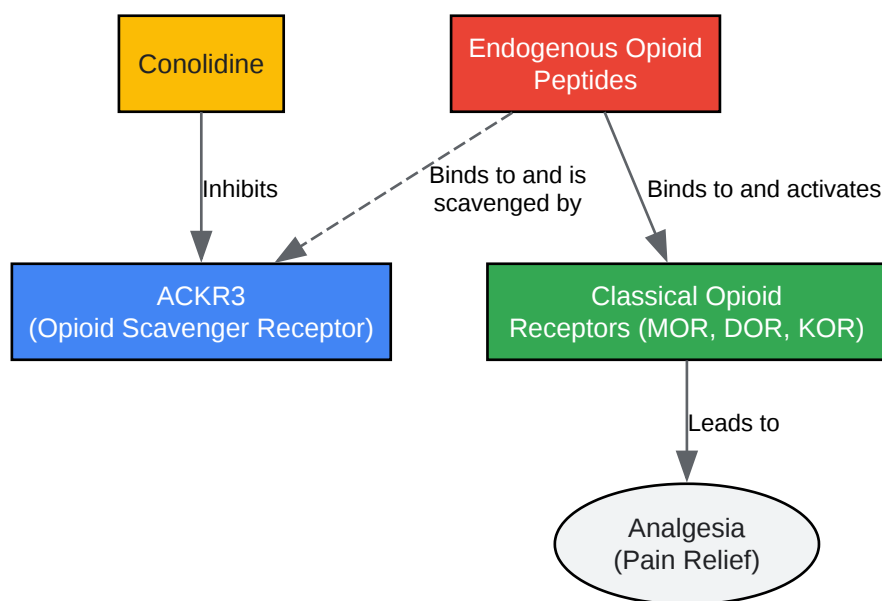 Conolidine
Endogenous Opioid
Peptides
Inhibits
Binds to and is
scavenged by
Binds to and activates
ACKR3
(Opioid Scavenger Receptor)
Classical Opioid
Receptors (MOR, DOR, KOR)
Leads to
Analgesia
(Pain Relief)